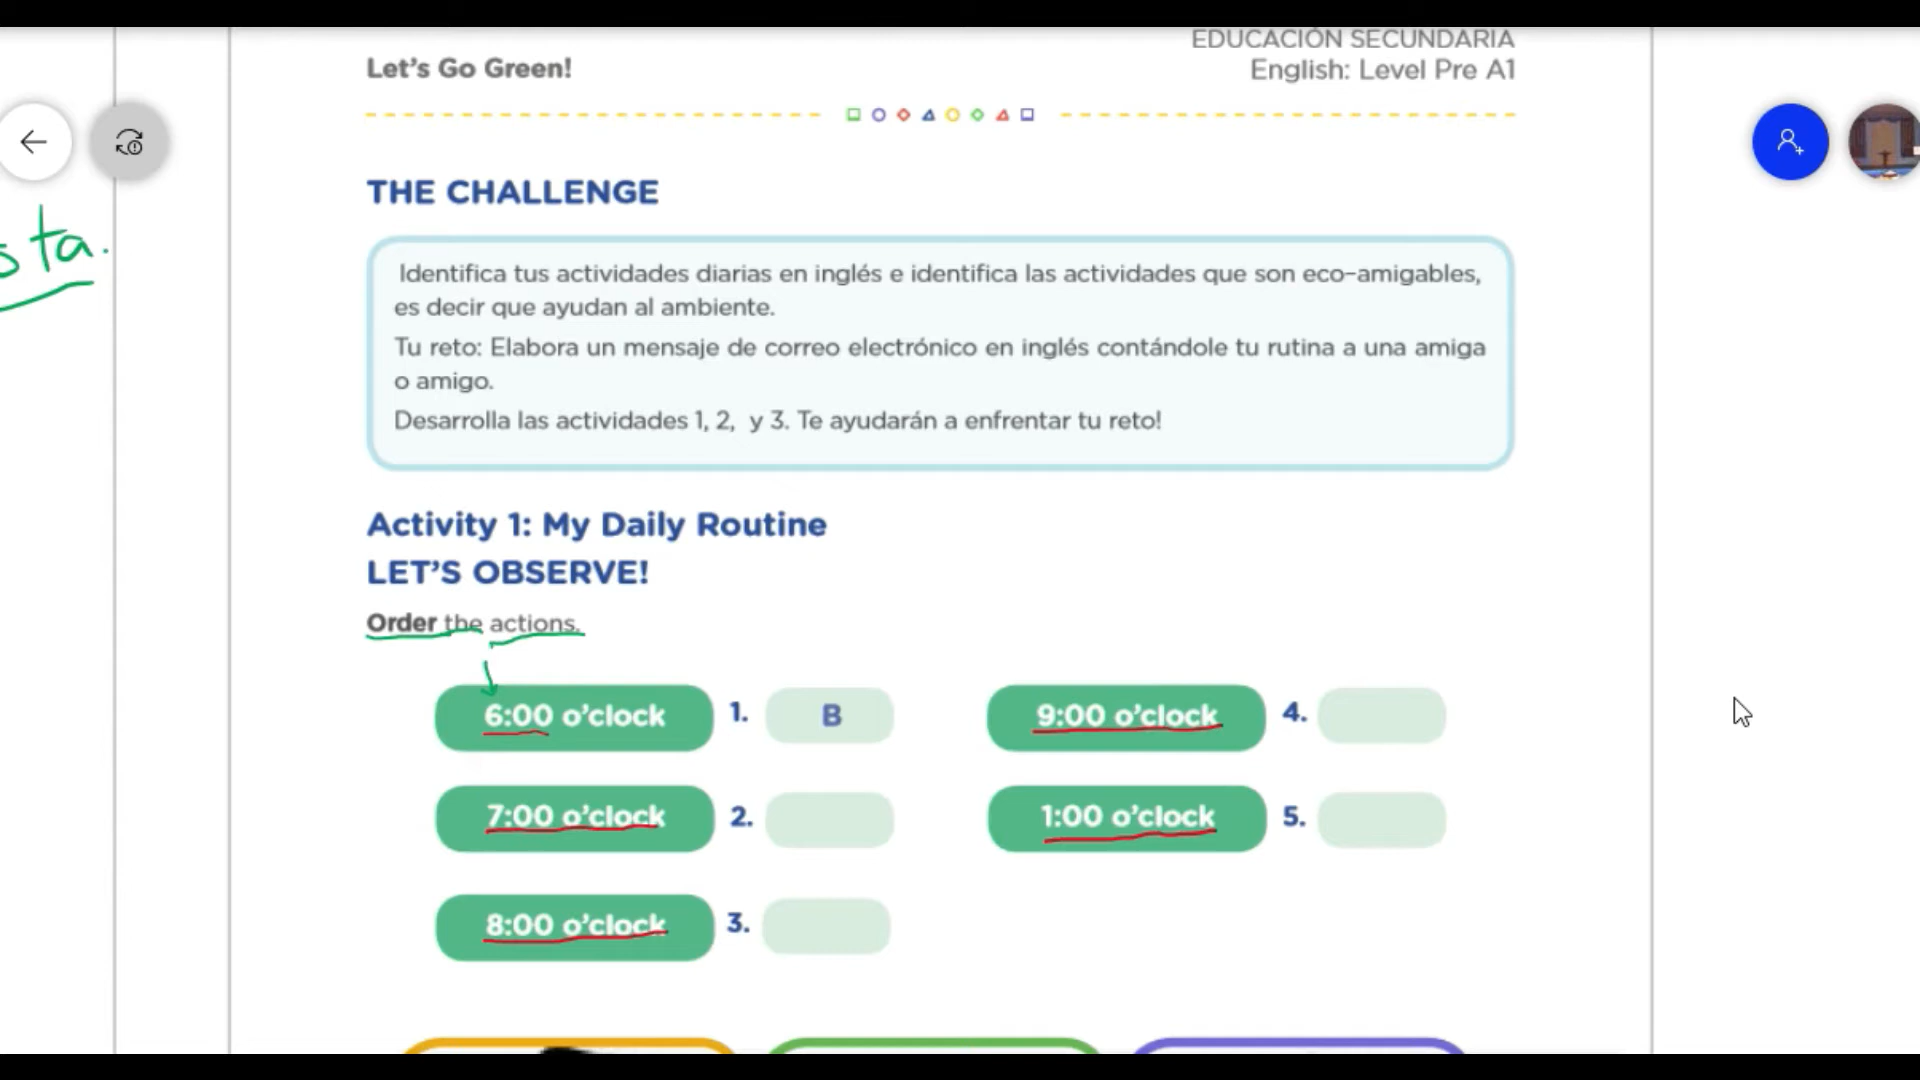 EDUCACIÓN SECUNDARIA
Let's Go Green!
English: Level Pre A1
sta.
THE CHALLENGE
Identifica tus actividades diarias en inglés e identifica las actividades que son eco-amigables,
es decir que ayudan al ambiente.
Tu reto: Elabora un mensaje de correo electrónico en inglés contándole tu rutina a una amiga
o amigo.
Desarrolla las actividades 1, 2, y 3. Te ayudarán a enfrentar tu reto!
Activity 1: My Daily Routine
LET'S OBSERVE!
Order the actions.
6:00 o'clock 1. B
9:00 o'clock 4.
7:00 o'clock 2.
1:00 o'clock 5.
8:00 o'clock 3.